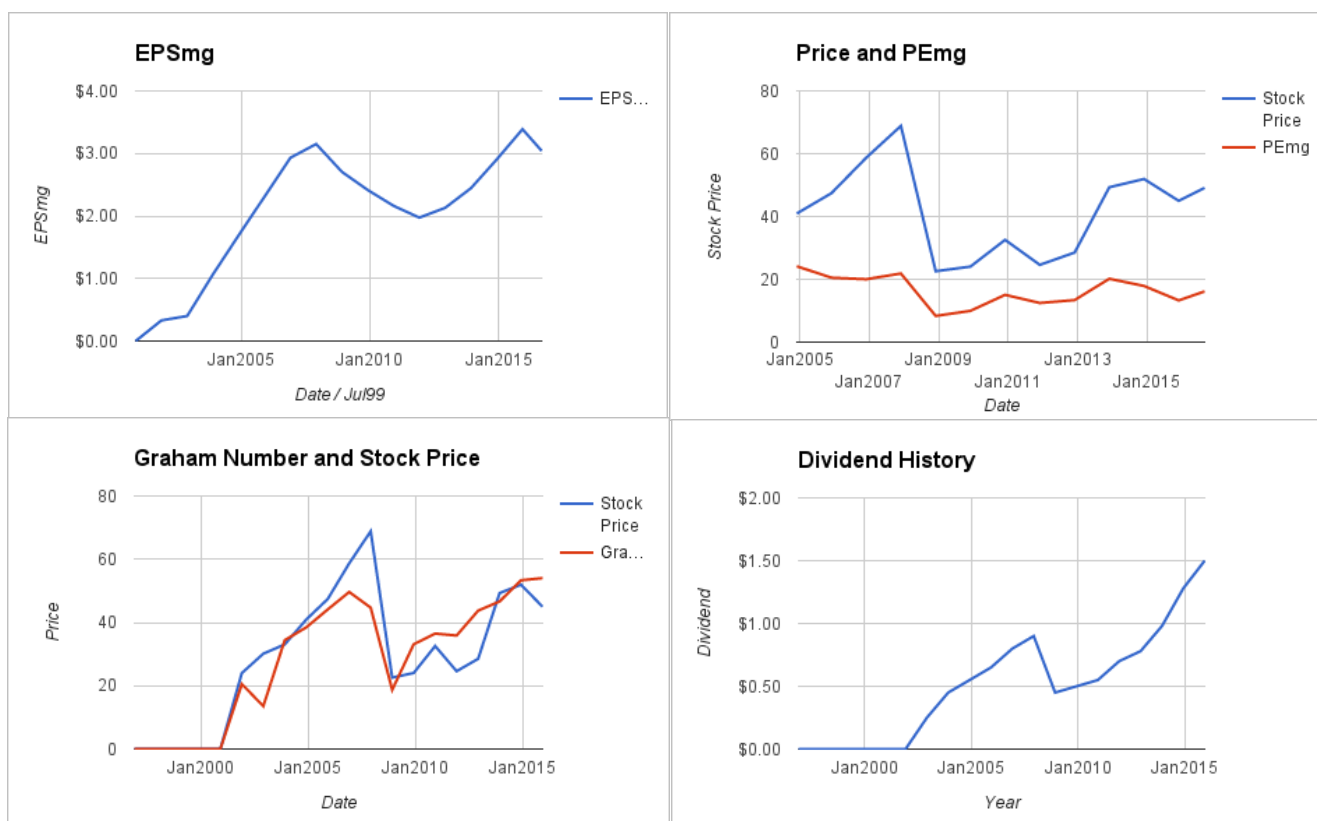 EPSmg
$4.00
$3.00
$2.00
$1.00
$0.00
EPSmg
Jan2005
Jan2010
Jan2015
Date / Jul99
EPS…
Price and PEmg
80
60
40
20
0
Stock Price
Jan2005
Jan2009
Jan2013
Jan2007
Jan2011
Jan2015
Date
Stock
Price
PEmg
Graham Number and Stock Price
80
60
40
20
0
Price
Jan2000
Jan2005
Jan2010
Jan2015
Date
Stock
Price
Gra…
Dividend History
$2.00
$1.50
$1.00
$0.50
$0.00
Dividend
Jan2000
Jan2005
Jan2010
Jan2015
Year